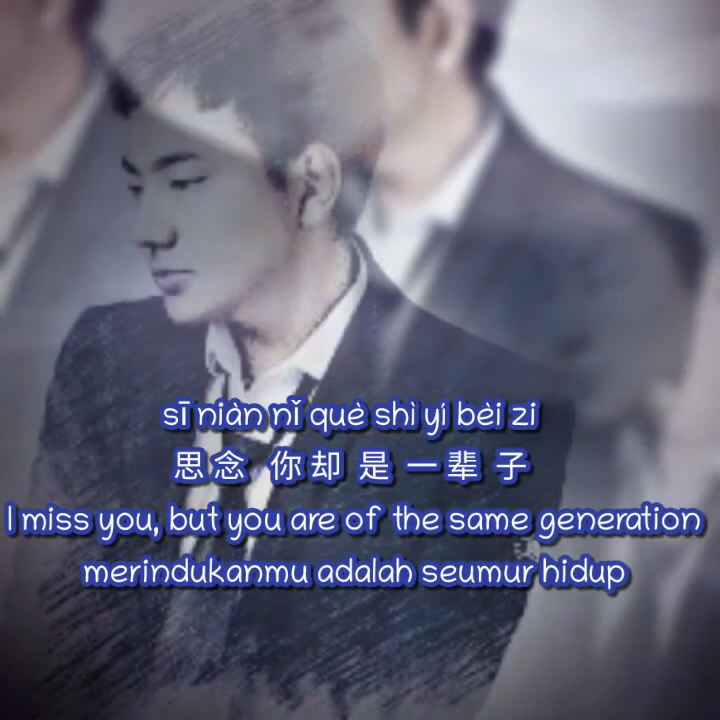 sī niàn nǐ què shì yí bèi zi
思念 你却 是 一辈 子
I miss you, but you are of the same generation
merindukanmu adalah seumur hidup